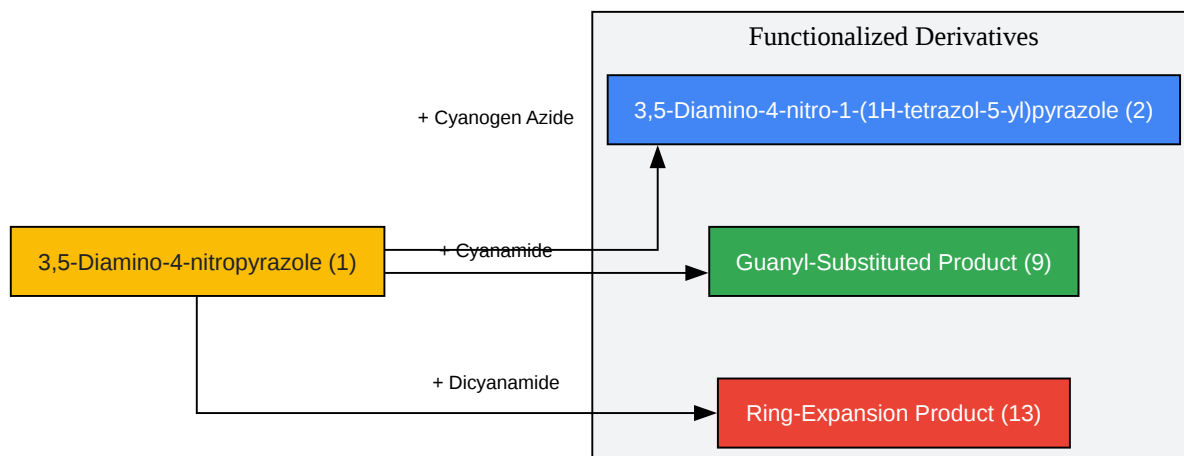 Functionalized Derivatives
3,5-Diamino-4-nitro-1-(1H-tetrazol-5-yl)pyrazole (2)
+ Cyanogen Azide
3,5-Diamino-4-nitropyrazole (1)
+ Cyanamide
Guanyl-Substituted Product (9)
+ Dicyanamide
Ring-Expansion Product (13)